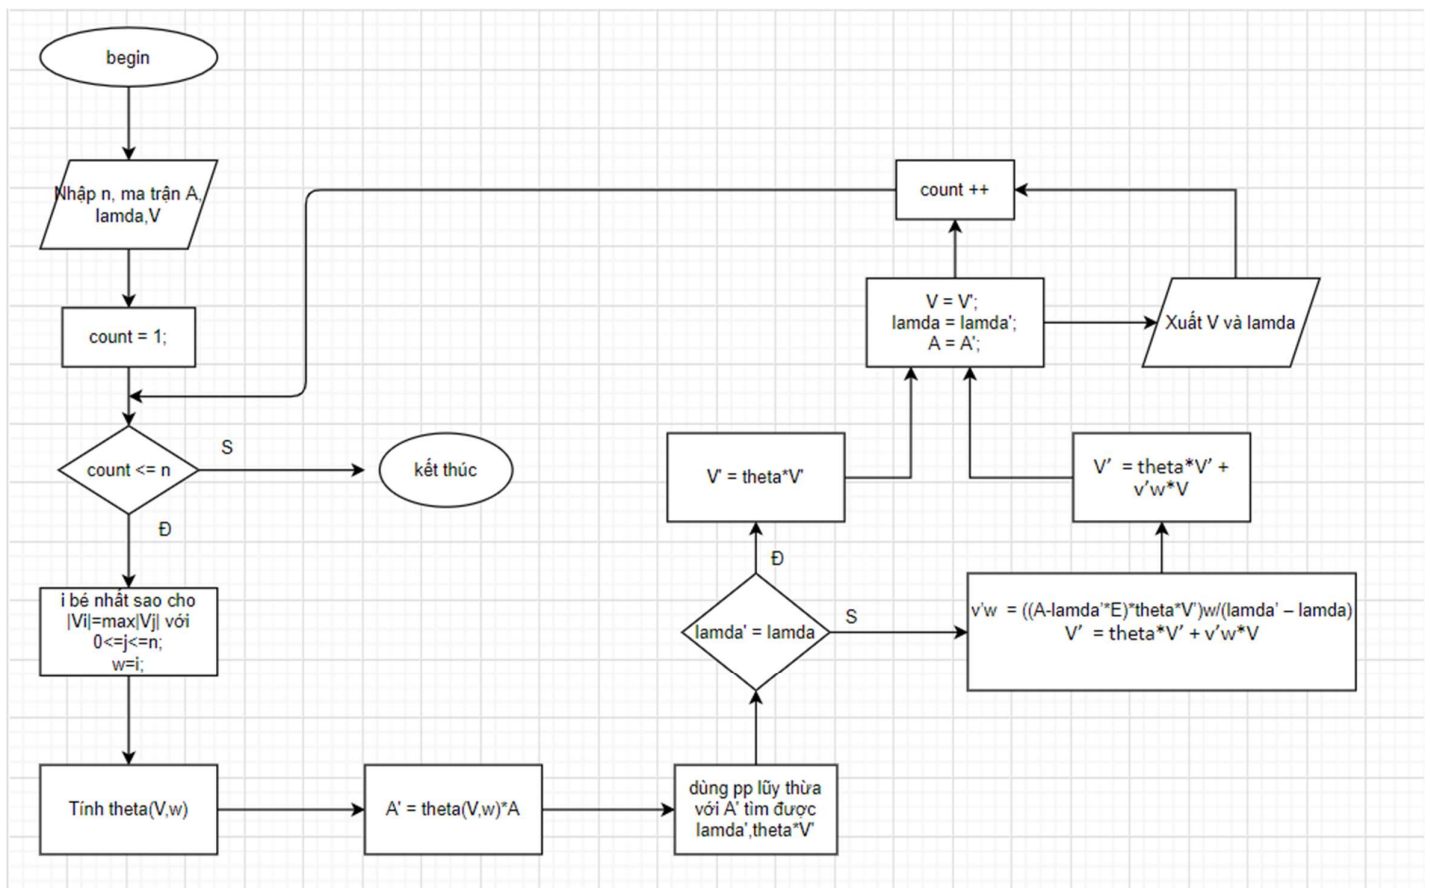 begin
Nhập n, ma trận A,
lamda,V
count = 1;
count <= n
S
kết thúc
Đ
i bé nhất sao cho
|Vi|=max|Vj| với
0<=j<=n;
w=i;
Tính theta(V,w)
A' = theta(V,w)*A
dùng pp lũy thừa
với A' tìm được
lamda',theta*V'
lamda' = lamda
Đ
S
V' = theta*V'
v’w = ((A-lamda’*E)*theta*V’)w/(lamda’ – lamda)
V’ = theta*V’ + v’w*V
V’ = theta*V’ +
v’w*V
V = V';
lamda = lamda';
A = A';
Xuất V và lamda
count ++